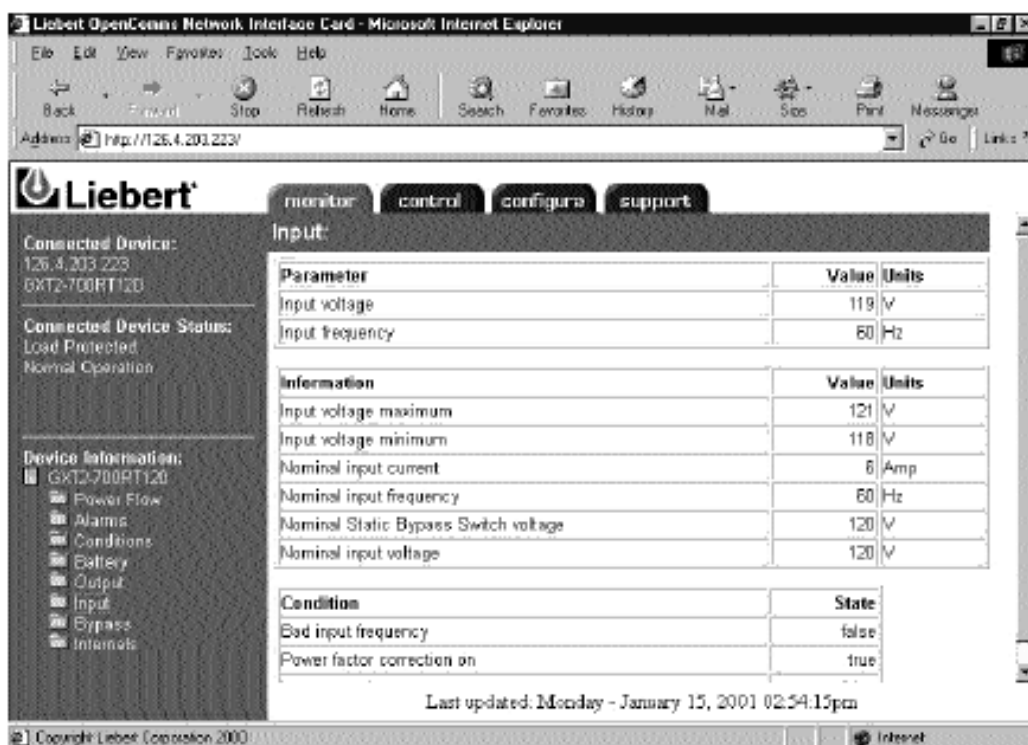 Liebert OpenComms Network Interface Card - Microsoft Internet Explorer
File Edit View Favorites Tools Help
Back Forward Stop Refresh Home Search Favorites History Mail Size Print Messenger
Address http://126.4.203.223/ Go Links
Liebert
monitor control configure support
Connected Device:
126.4.203.223
GXT2-700RT120
Connected Device Status:
Load Protected
Normal Operation
Device Information:
GXT2-700RT120
Power Flow
Alarms
Conditions
Battery
Output
Input
Bypass
Internals
Input:
Parameter Value Units
Input voltage 119 V
Input frequency 60 Hz
Information Value Units
Input voltage maximum 121 V
Input voltage minimum 118 V
Nominal input current 6 Amp
Nominal input frequency 60 Hz
Nominal Static Bypass Switch voltage 120 V
Nominal input voltage 120 V
Condition State
Bad input frequency false
Power factor correction on true
Last updated: Monday - January 15, 2001 02:54:15pm
Copyright Liebert Corporation 2000 Internet